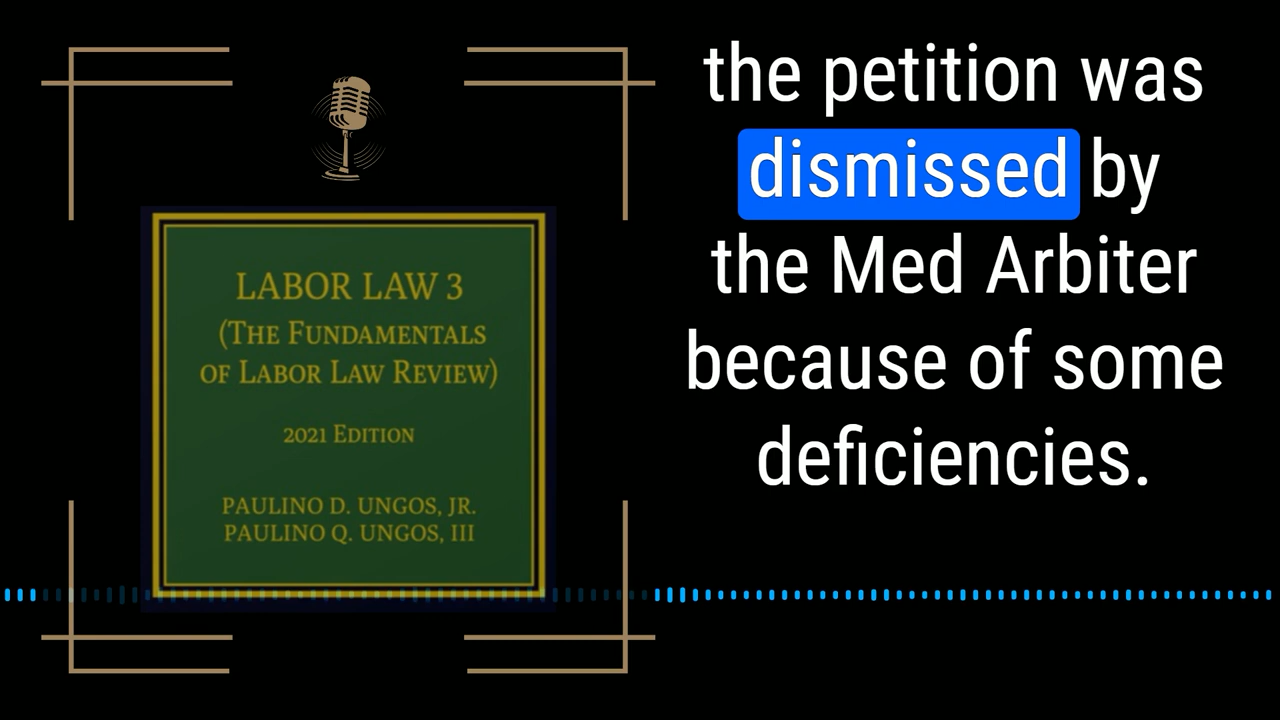 LABOR LAW 3
(THE FUNDAMENTALS
OF LABOR LAW REVIEW)
2021 EDITION
PAULINO D. UNGOS, JR.
PAULINO Q. UNGOS, III
the petition was
dismissed by
the Med Arbiter
because of some
deficiencies.